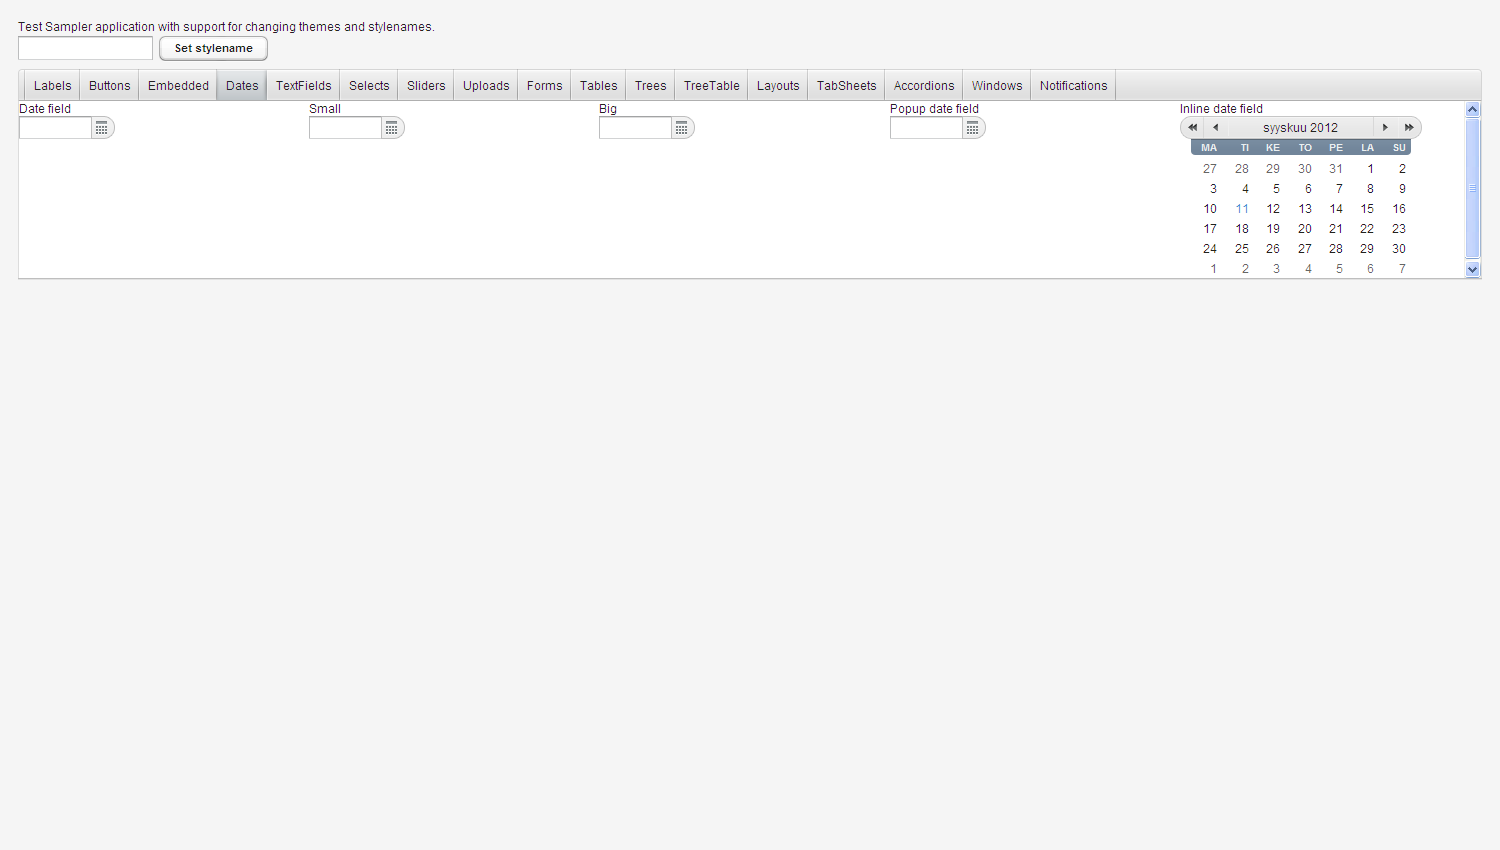 Test Sampler application with support for changing themes and stylenames.
Set stylename
Labels Buttons Embedded Dates TextFields Selects Sliders Uploads Forms Tables Trees TreeTable Layouts TabSheets Accordions Windows Notifications
Date field Small Big Popup date field Inline date field
syyskuu 2012
MA TI KE TO PE LA SU
27 28 29 30 31 1 2
3 4 5 6 7 8 9
10 11 12 13 14 15 16
17 18 19 20 21 22 23
24 25 26 27 28 29 30
1 2 3 4 5 6 7